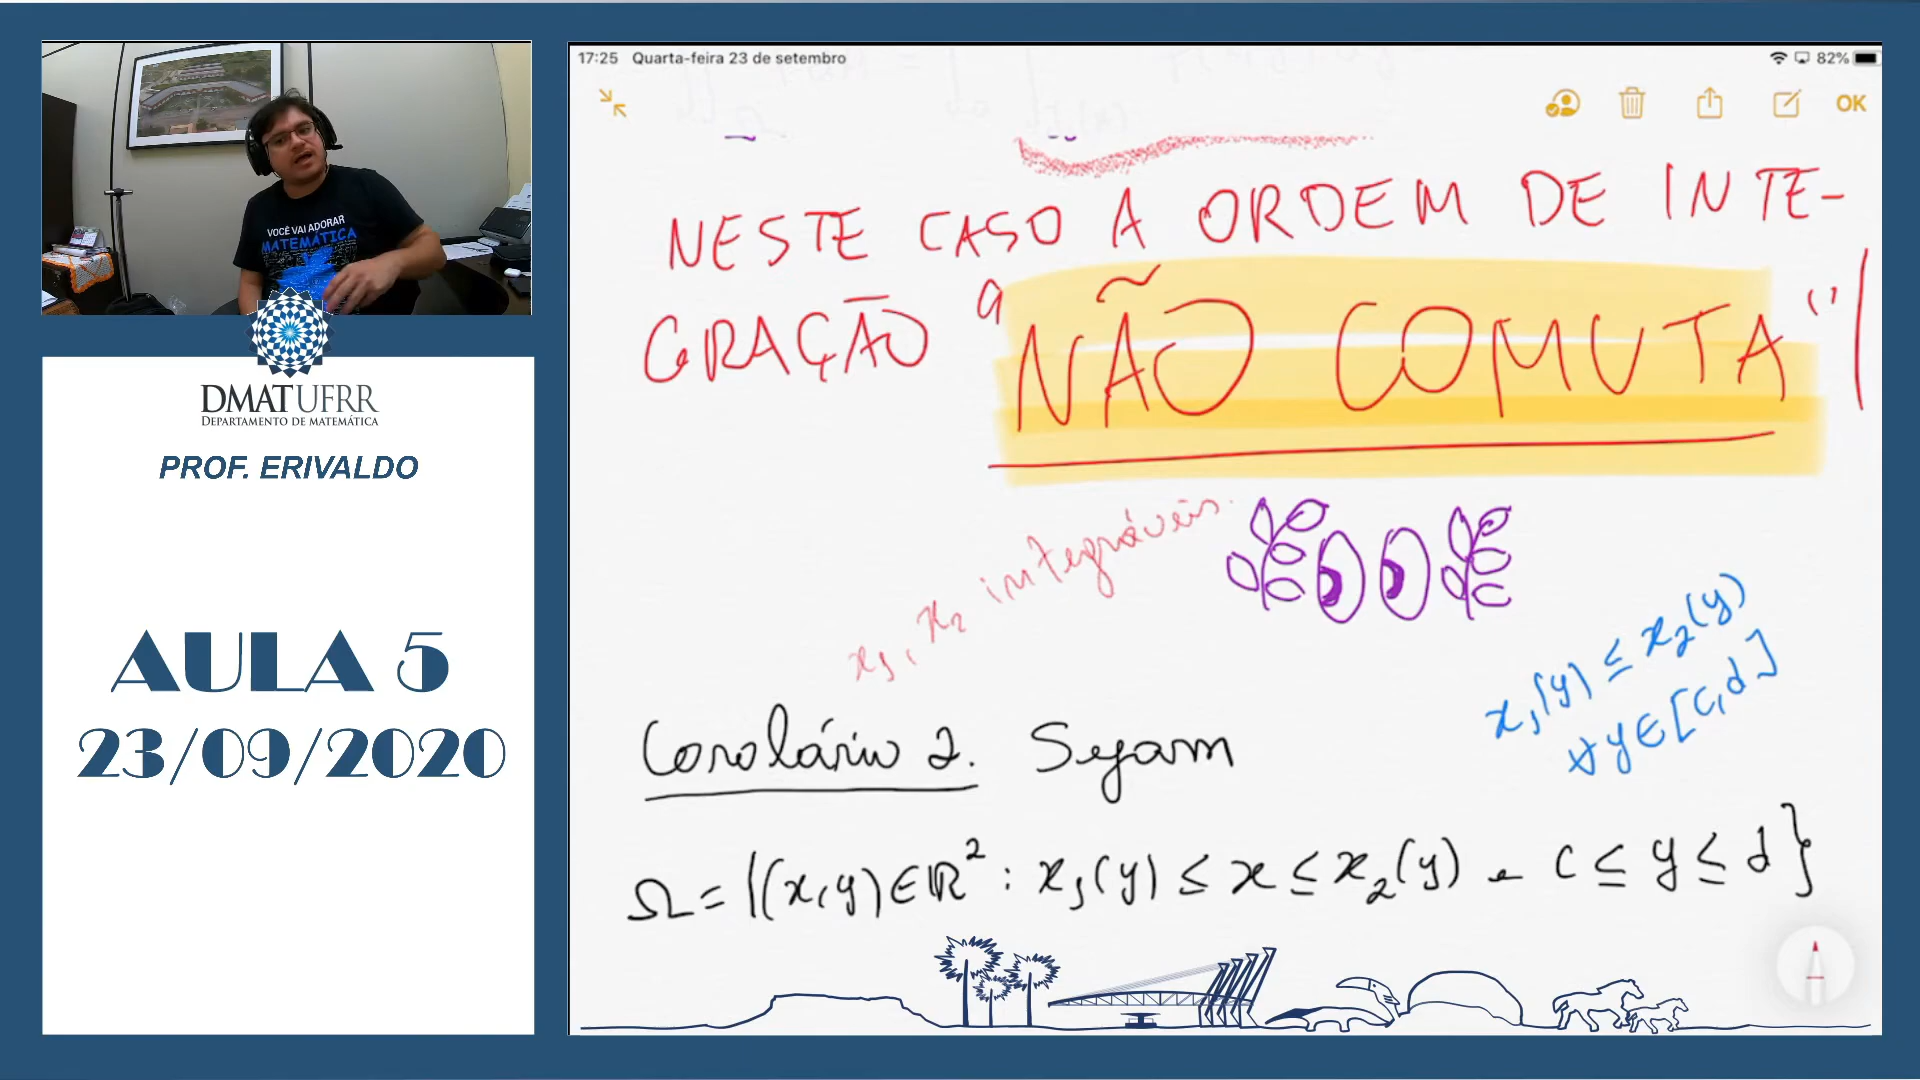 17:25 Quarta-feira 23 de setembro
82%
OK
VOCÊ VAI ADORAR
MATEMÁTICA
DMATUFRR
DEPARTAMENTO DE MATEMÁTICA
PROF. ERIVALDO
AULA 5
23/09/2020
NESTE CASO A ORDEM DE INTE-
GRAÇÃO "NÃO COMUTA"!
x₁, x₂ integráveis.
x₁(y) ≤ x₂(y)
∀ y ∈ [c,d]
Corolário 2. Sejam
Ω = {(x,y) ∈ ℝ² : x₁(y) ≤ x ≤ x₂(y) e c ≤ y ≤ d}